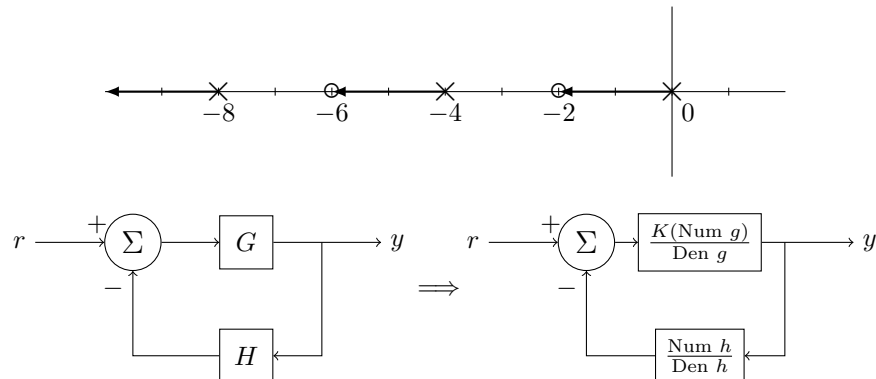 −8 −6 −4 −2 0
r + Σ G y
− ⟹
H
r + Σ K(Num g) y
Den g
−
Num h
Den h